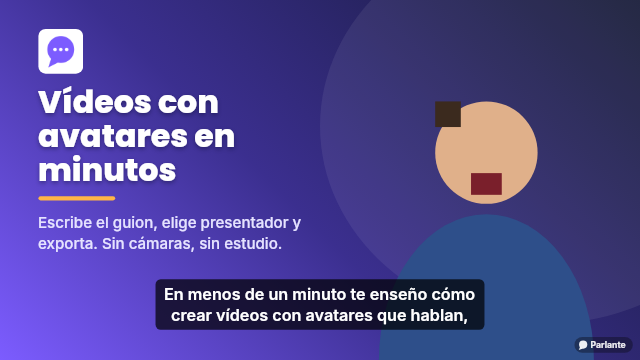 Vídeos con
avatares en
minutos
Escribe el guion, elige presentador y
exporta. Sin cámaras, sin estudio.
En menos de un minuto te enseño cómo
crear vídeos con avatares que hablan,
Parlante